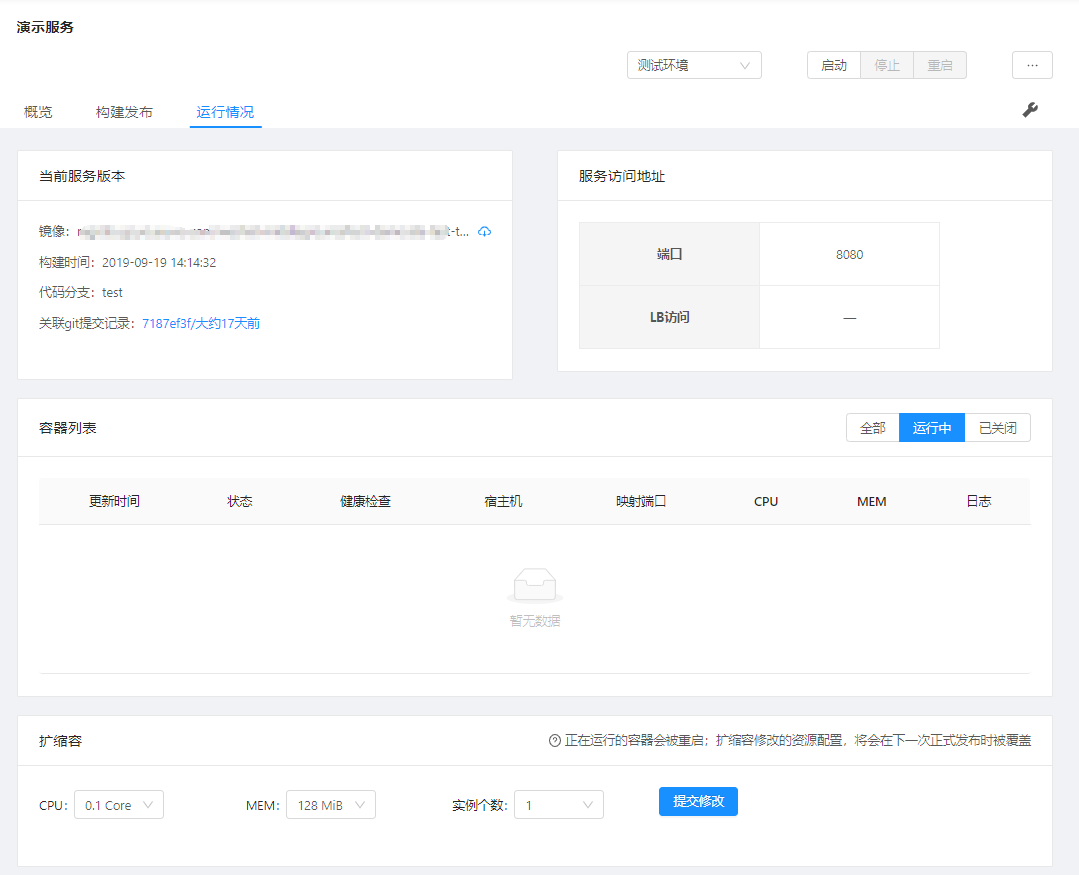 演示服务
测试环境 启动 停止 重启 ...
概览 构建发布 运行情况
当前服务版本
镜像: t-t...
构建时间: 2019-09-19 14:14:32
代码分支: test
关联git提交记录: 7187ef3f/大约17天前
服务访问地址
端口 8080
LB访问 —
容器列表 全部 运行中 已关闭
更新时间 状态 健康检查 宿主机 映射端口 CPU MEM 日志
暂无数据
扩缩容 正在运行的容器会被重启；扩缩容修改的资源配置，将会在下一次正式发布时被覆盖
CPU: 0.1 Core MEM: 128 MiB 实例个数: 1 提交修改